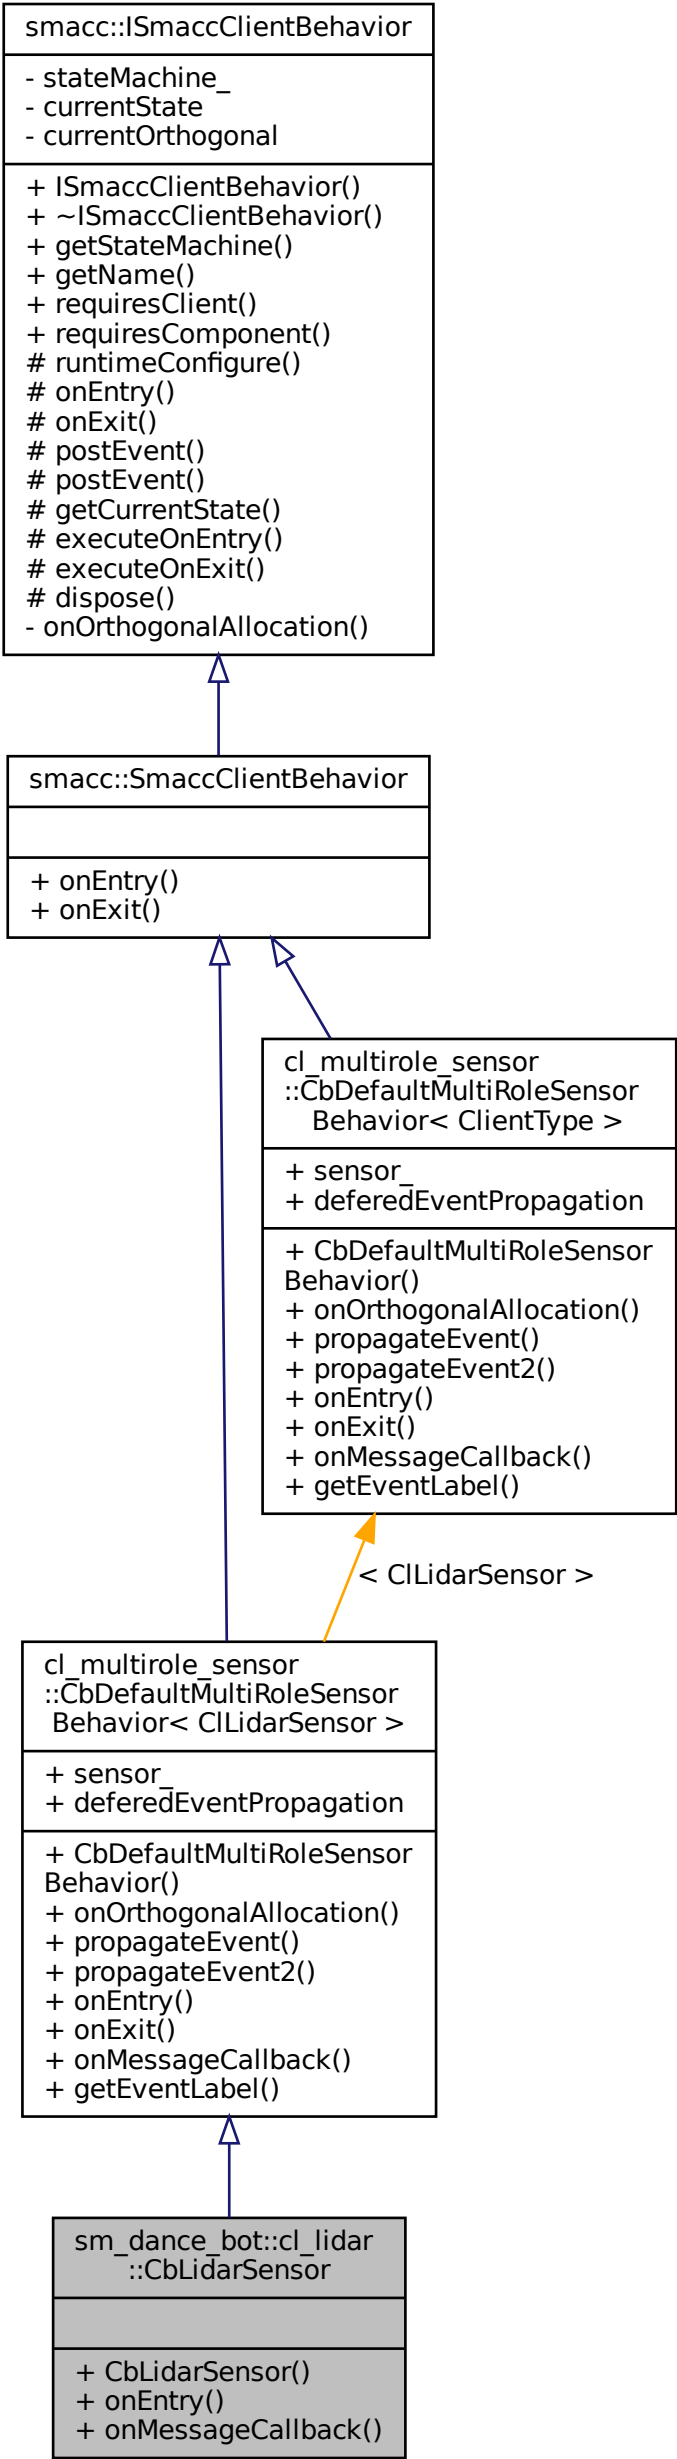 smacc::ISmaccClientBehavior
- stateMachine_
- currentState
- currentOrthogonal
+ ISmaccClientBehavior()
+ ~ISmaccClientBehavior()
+ getStateMachine()
+ getName()
+ requiresClient()
+ requiresComponent()
# runtimeConfigure()
# onEntry()
# onExit()
# postEvent()
# postEvent()
# getCurrentState()
# executeOnEntry()
# executeOnExit()
# dispose()
- onOrthogonalAllocation()
smacc::SmaccClientBehavior
+ onEntry()
+ onExit()
cl_multirole_sensor
::CbDefaultMultiRoleSensor
Behavior< ClientType >
+ sensor_
+ deferedEventPropagation
+ CbDefaultMultiRoleSensor
Behavior()
+ onOrthogonalAllocation()
+ propagateEvent()
+ propagateEvent2()
+ onEntry()
+ onExit()
+ onMessageCallback()
+ getEventLabel()
< ClLidarSensor >
cl_multirole_sensor
::CbDefaultMultiRoleSensor
Behavior< ClLidarSensor >
+ sensor_
+ deferedEventPropagation
+ CbDefaultMultiRoleSensor
Behavior()
+ onOrthogonalAllocation()
+ propagateEvent()
+ propagateEvent2()
+ onEntry()
+ onExit()
+ onMessageCallback()
+ getEventLabel()
sm_dance_bot::cl_lidar
::CbLidarSensor
+ CbLidarSensor()
+ onEntry()
+ onMessageCallback()